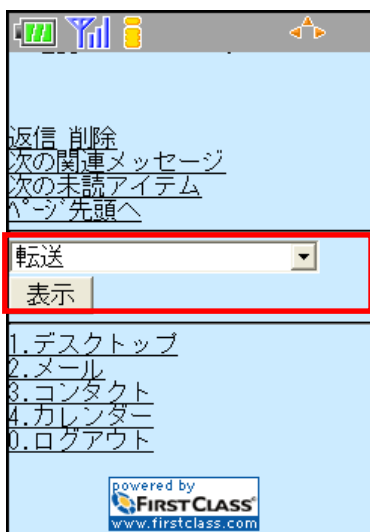 返信 削除
次の関連メッセージ
次の未読アイテム
ﾍﾟｰｼﾞ先頭へ
転送
表示
1.デスクトップ
2.メール
3.コンタクト
4.カレンダー
0.ログアウト
powered by
FIRSTCLASS®
www.firstclass.com